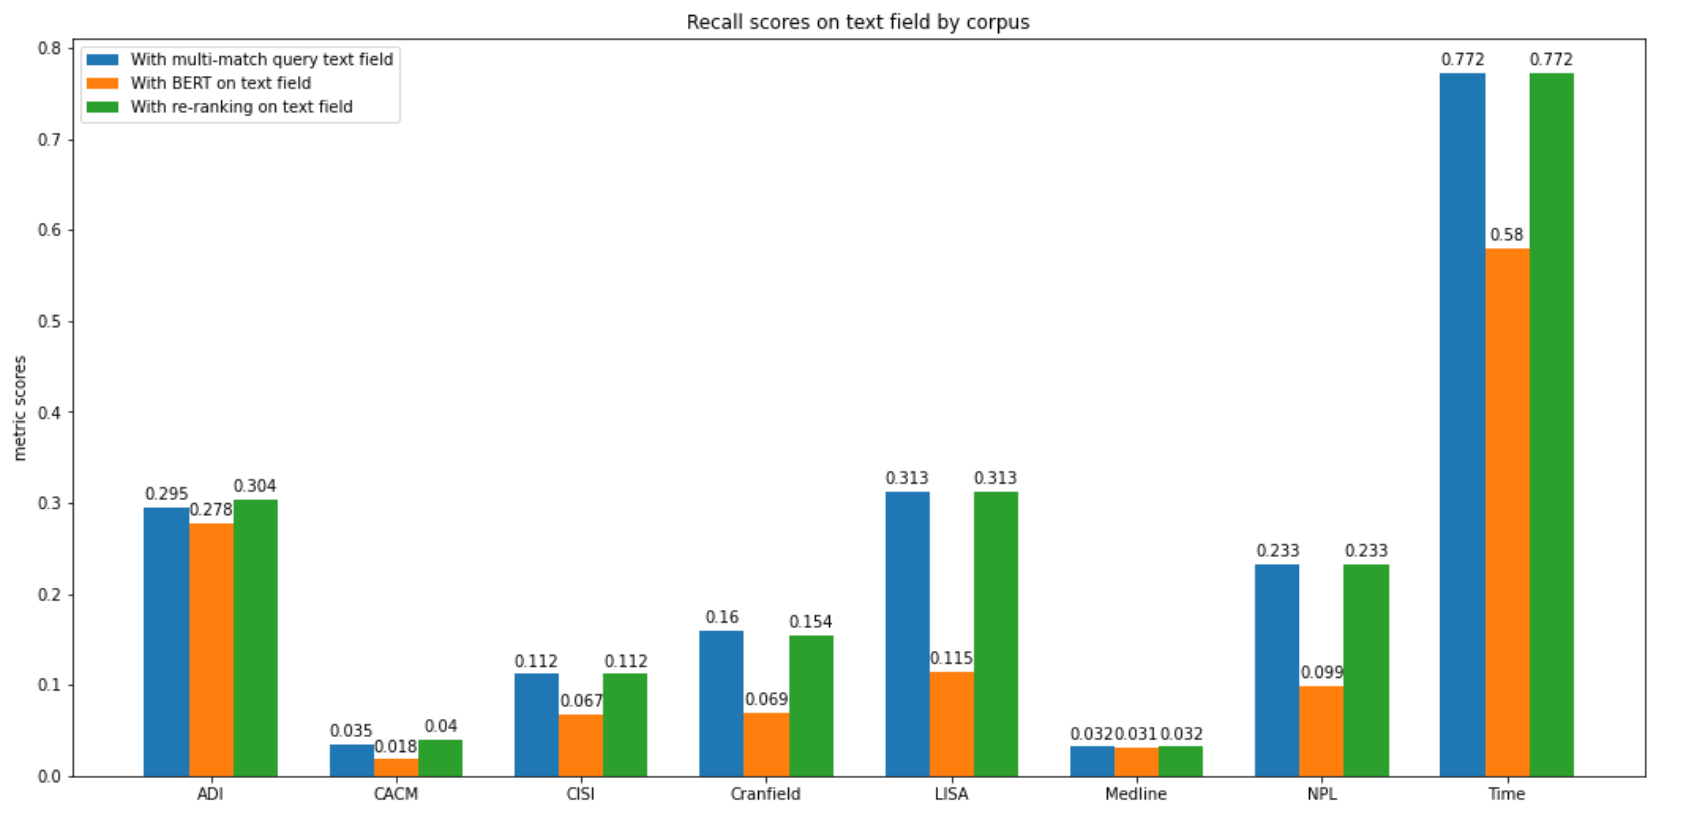 Recall scores on text field by corpus
With multi-match query text field
With BERT on text field
With re-ranking on text field
metric scores
0.8
0.7
0.6
0.5
0.4
0.3
0.2
0.1
0.0
0.295 0.278 0.304
0.035 0.018 0.04
0.112 0.067 0.112
0.16 0.069 0.154
0.313 0.115 0.313
0.032 0.031 0.032
0.233 0.099 0.233
0.772 0.58 0.772
ADI CACM CISI Cranfield LISA Medline NPL Time